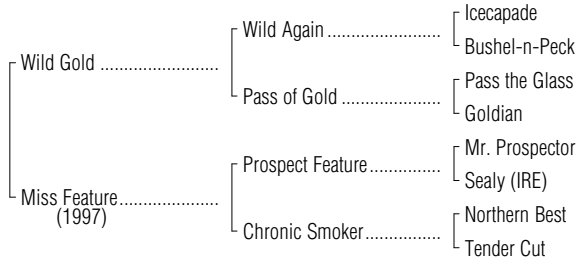 Icecapade
Wild Again ......................
Bushel-n-Peck
Wild Gold ........................
Pass the Glass
Pass of Gold ....................
Goldian
Mr. Prospector
Prospect Feature ..............
Sealy (IRE)
Miss Feature ....................
(1997)
Northern Best
Chronic Smoker ...............
Tender Cut